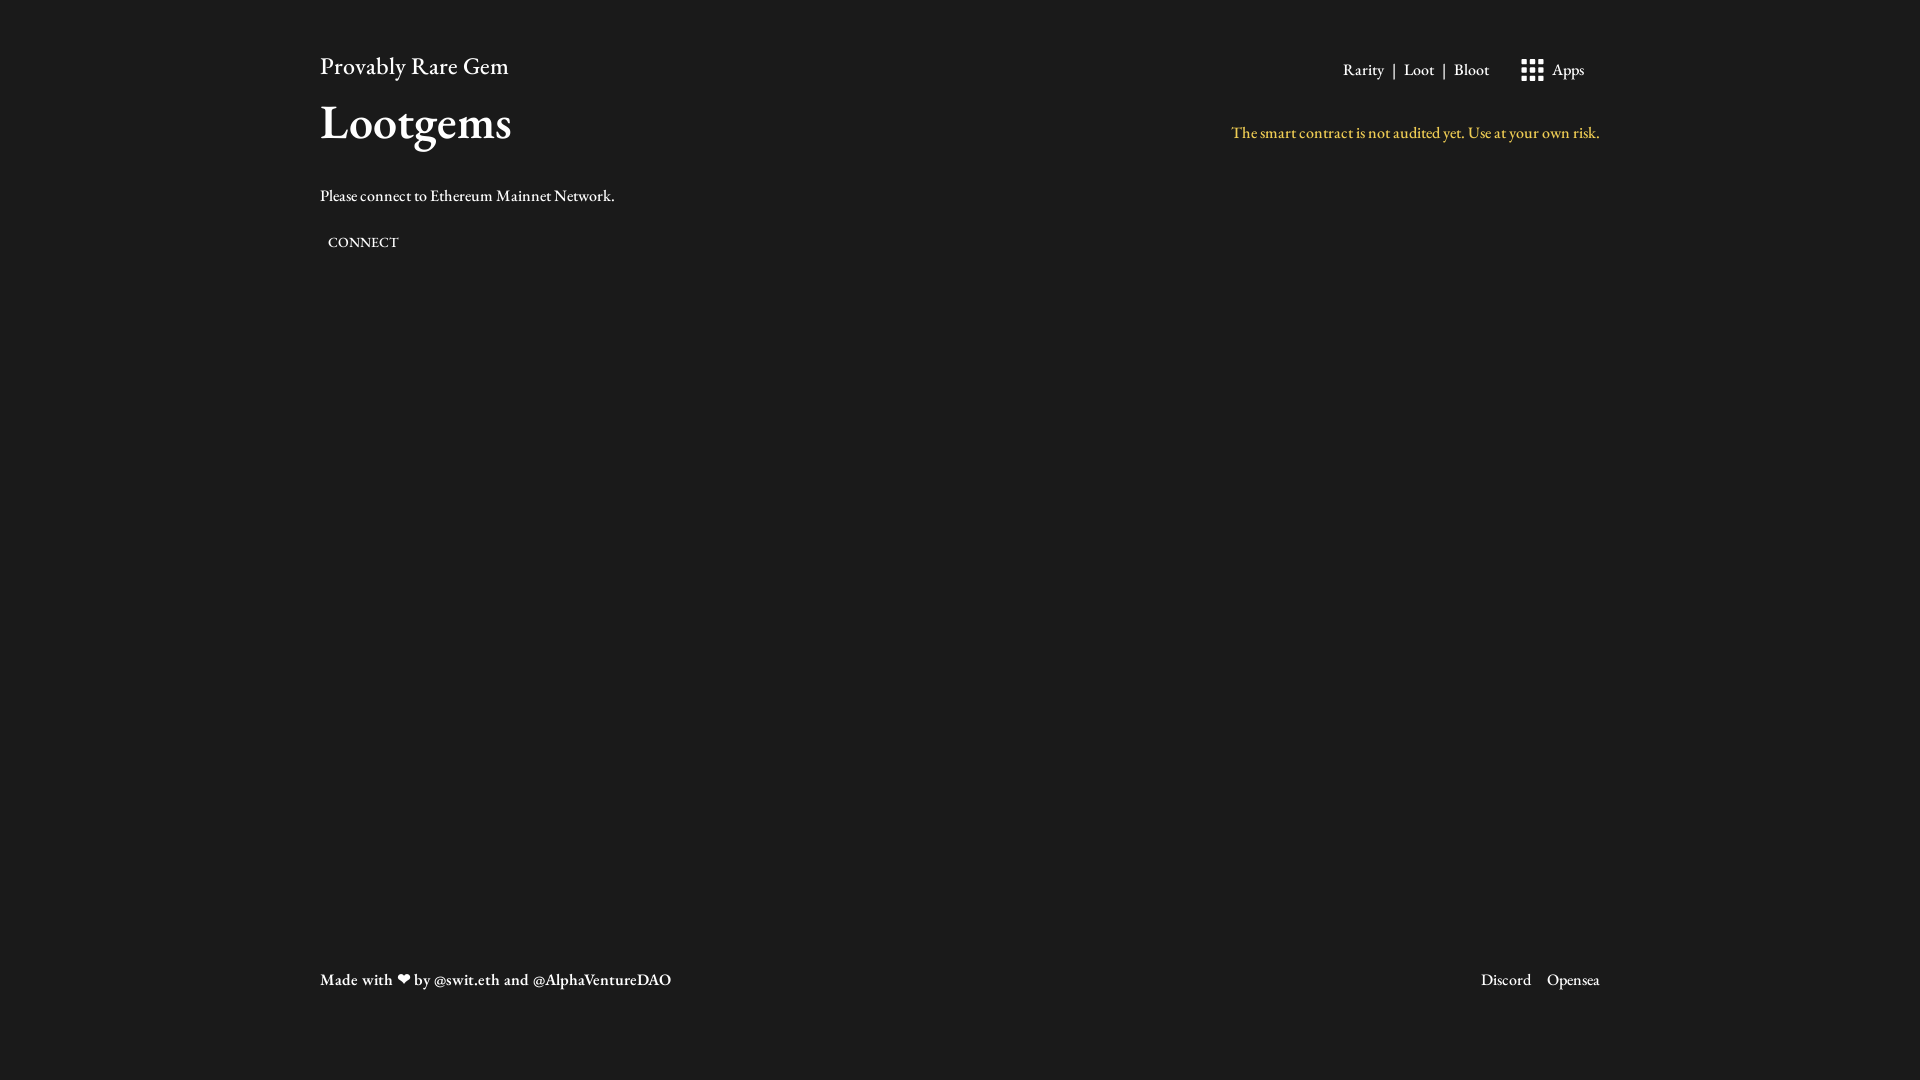 Provably Rare Gem
Rarity | Loot | Bloot
Apps
Lootgems
The smart contract is not audited yet. Use at your own risk.
Please connect to Ethereum Mainnet Network.
CONNECT
Made with ❤ by @swit.eth and @AlphaVentureDAO
Discord
Opensea